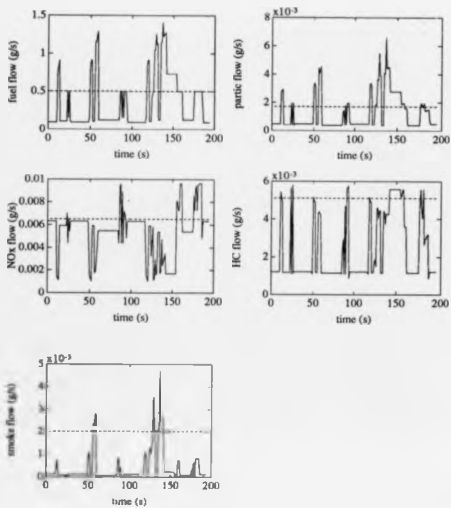 1.5
1
0.5
0
fuel flow (g/s)
0 50 100 150 200
time (s)
8 x10-3
6
4
2
0
partic flow (g/s)
0 50 100 150 200
time (s)
0.01
0.008
0.006
0.004
0.002
0
NOx flow (g/s)
0 50 100 150 200
time (s)
6 x10-3
4
2
0
HC flow (g/s)
0 50 100 150 200
time (s)
5 x10-3
4
3
2
1
0
smoke flow (g/s)
0 50 100 150 200
time (s)